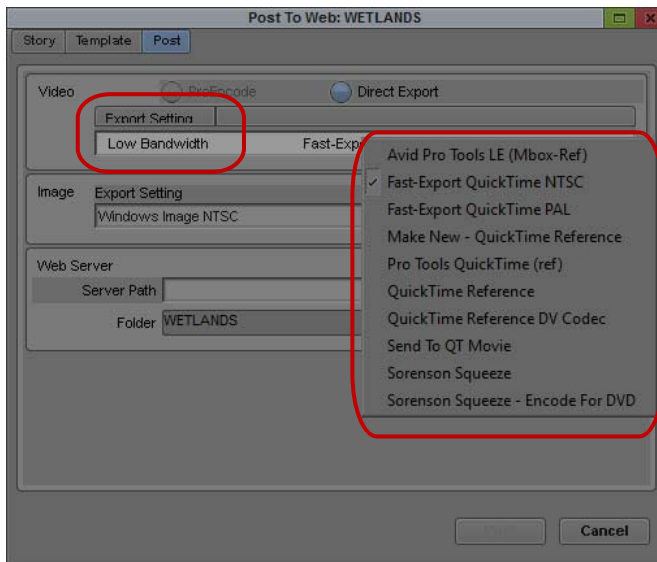 Post To Web: WETLANDS
Story Template Post
Video ProEncode Direct Export
Export Setting
Low Bandwidth Fast-Exp
Avid Pro Tools LE (Mbox-Ref)
✓ Fast-Export QuickTime NTSC
Fast-Export QuickTime PAL
Make New - QuickTime Reference
Pro Tools QuickTime (ref)
QuickTime Reference
QuickTime Reference DV Codec
Send To QT Movie
Sorenson Squeeze
Sorenson Squeeze - Encode For DVD
Image Export Setting
Windows Image NTSC
Web Server
Server Path
Folder WETLANDS
Cancel